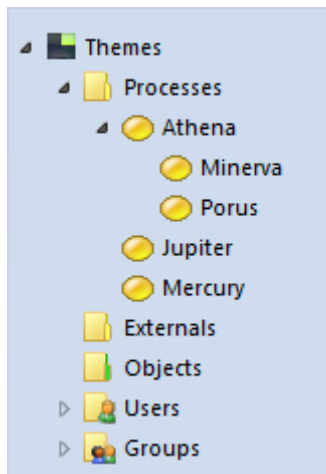 Themes
Processes
Athena
Minerva
Porus
Jupiter
Mercury
Externals
Objects
Users
Groups